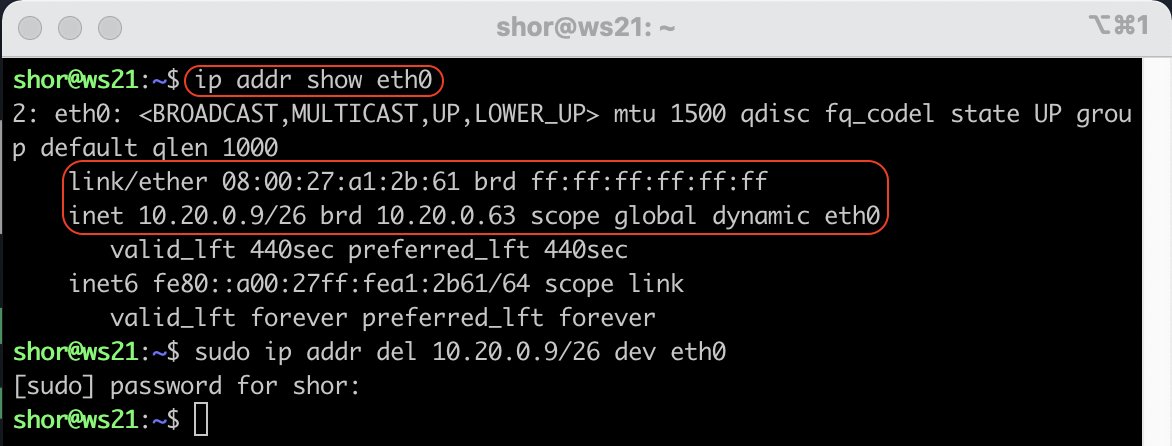 shor@ws21: ~
⌥⌘1
shor@ws21:~$ ip addr show eth0
2: eth0: <BROADCAST,MULTICAST,UP,LOWER_UP> mtu 1500 qdisc fq_codel state UP grou
p default qlen 1000
    link/ether 08:00:27:a1:2b:61 brd ff:ff:ff:ff:ff:ff
    inet 10.20.0.9/26 brd 10.20.0.63 scope global dynamic eth0
       valid_lft 440sec preferred_lft 440sec
    inet6 fe80::a00:27ff:fea1:2b61/64 scope link
       valid_lft forever preferred_lft forever
shor@ws21:~$ sudo ip addr del 10.20.0.9/26 dev eth0
[sudo] password for shor:
shor@ws21:~$